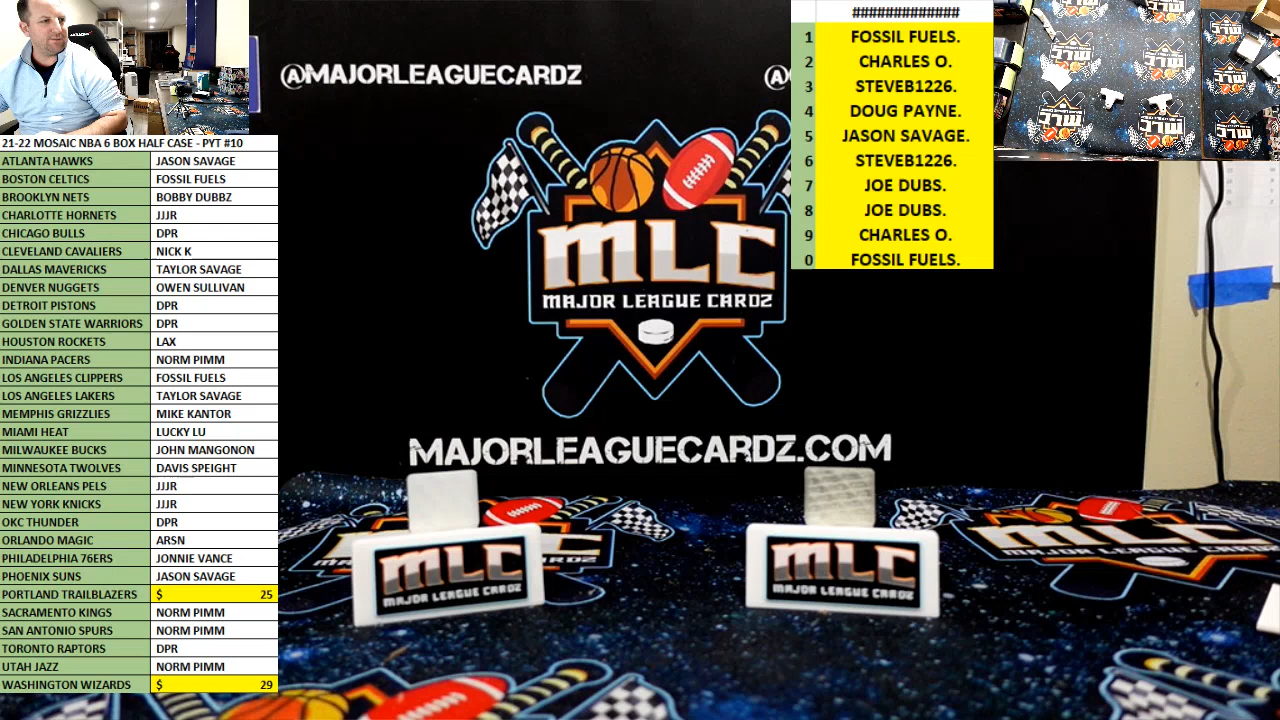 @MAJORLEAGUECARDZ
@
MLC
MAJOR LEAGUE CARDZ
MAJORLEAGUECARDZ.COM
21-22 MOSAIC NBA 6 BOX HALF CASE - PYT #10
ATLANTA HAWKS JASON SAVAGE
BOSTON CELTICS FOSSIL FUELS
BROOKLYN NETS BOBBY DUBBZ
CHARLOTTE HORNETS JJJR
CHICAGO BULLS DPR
CLEVELAND CAVALIERS NICK K
DALLAS MAVERICKS TAYLOR SAVAGE
DENVER NUGGETS OWEN SULLIVAN
DETROIT PISTONS DPR
GOLDEN STATE WARRIORS DPR
HOUSTON ROCKETS LAX
INDIANA PACERS NORM PIMM
LOS ANGELES CLIPPERS FOSSIL FUELS
LOS ANGELES LAKERS TAYLOR SAVAGE
MEMPHIS GRIZZLIES MIKE KANTOR
MIAMI HEAT LUCKY LU
MILWAUKEE BUCKS JOHN MANGONON
MINNESOTA TWOLVES DAVIS SPEIGHT
NEW ORLEANS PELS JJJR
NEW YORK KNICKS JJJR
OKC THUNDER DPR
ORLANDO MAGIC ARSN
PHILADELPHIA 76ERS JONNIE VANCE
PHOENIX SUNS JASON SAVAGE
PORTLAND TRAILBLAZERS $ 25
SACRAMENTO KINGS NORM PIMM
SAN ANTONIO SPURS NORM PIMM
TORONTO RAPTORS DPR
UTAH JAZZ NORM PIMM
WASHINGTON WIZARDS $ 29
#############
1 FOSSIL FUELS.
2 CHARLES O.
3 STEVEB1226.
4 DOUG PAYNE.
5 JASON SAVAGE.
6 STEVEB1226.
7 JOE DUBS.
8 JOE DUBS.
9 CHARLES O.
0 FOSSIL FUELS.
MLC
MAJOR LEAGUE CARDZ
MLC
MAJOR LEAGUE CARDZ
MLC
MAJOR LEAGUE CARDZ